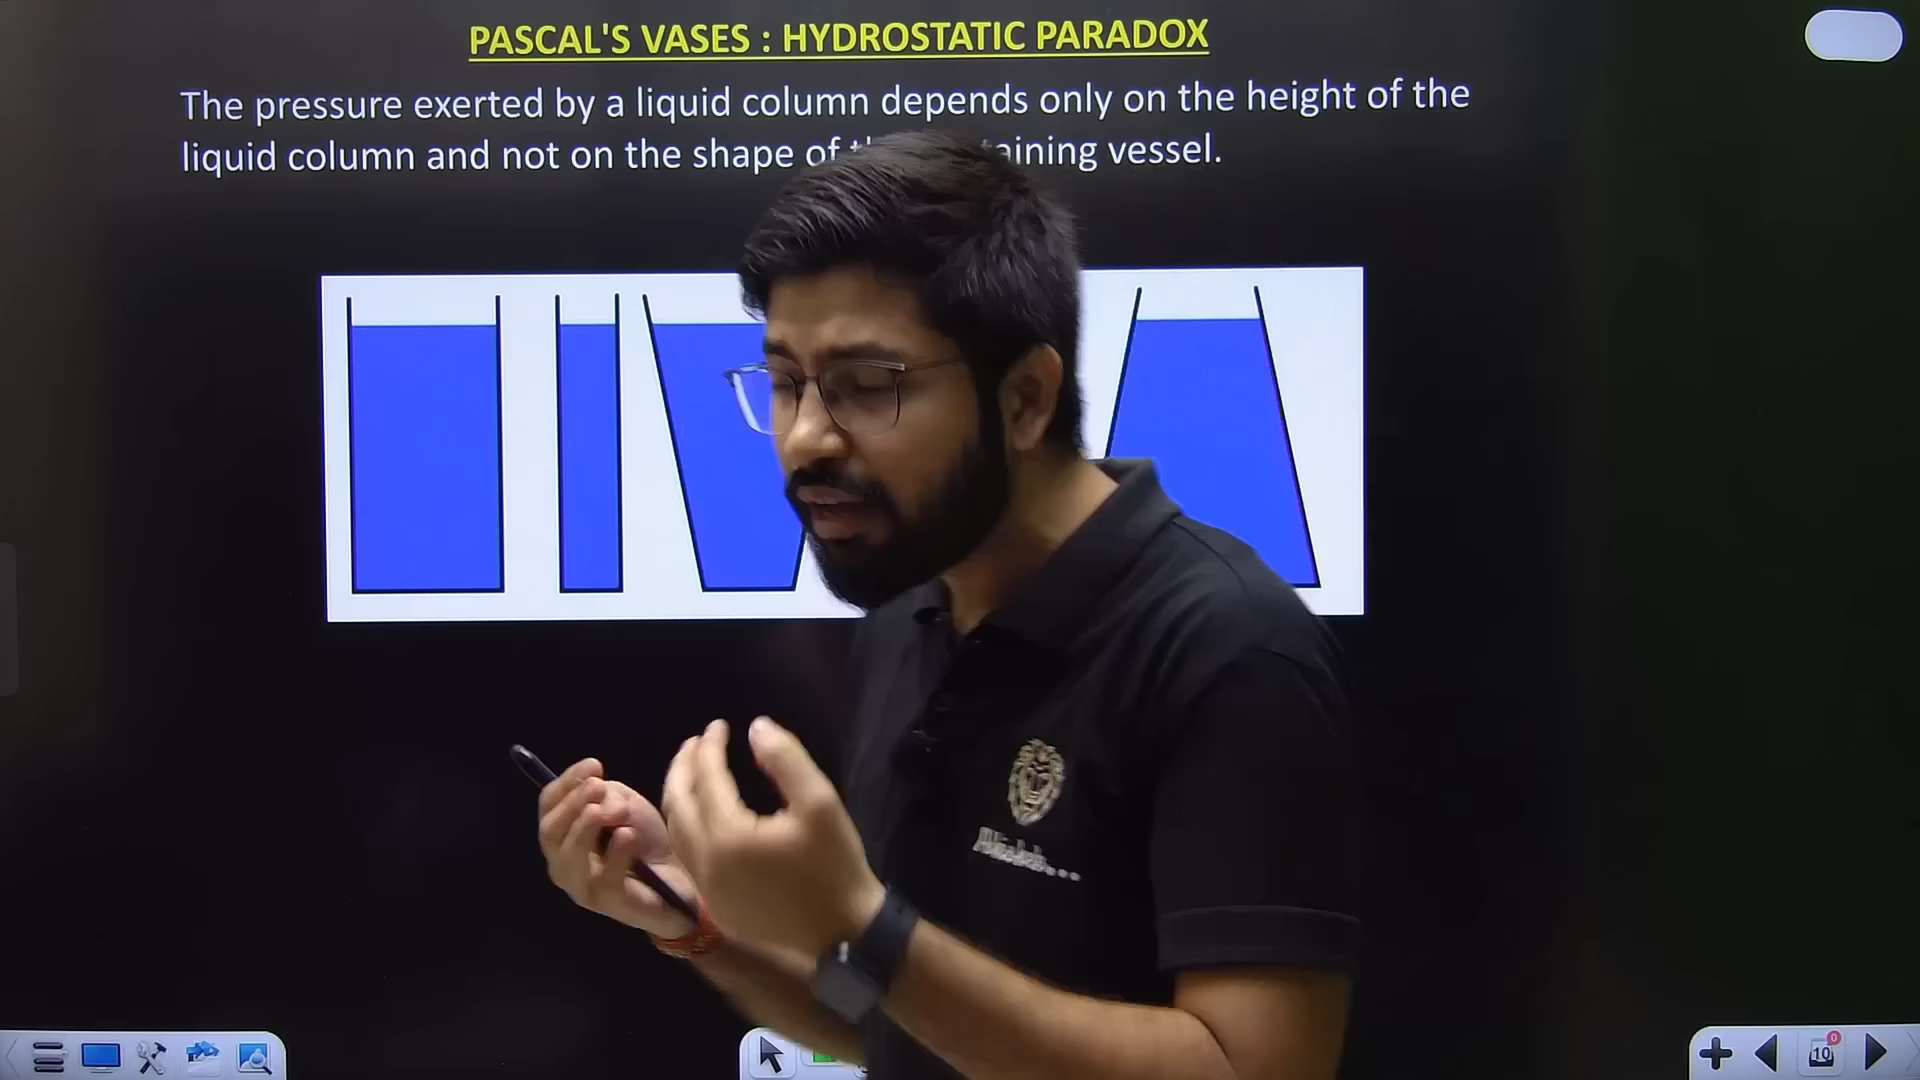 PASCAL'S VASES : HYDROSTATIC PARADOX
The pressure exerted by a liquid column depends only on the height of the
liquid column and not on the shape of vessel.
10
0